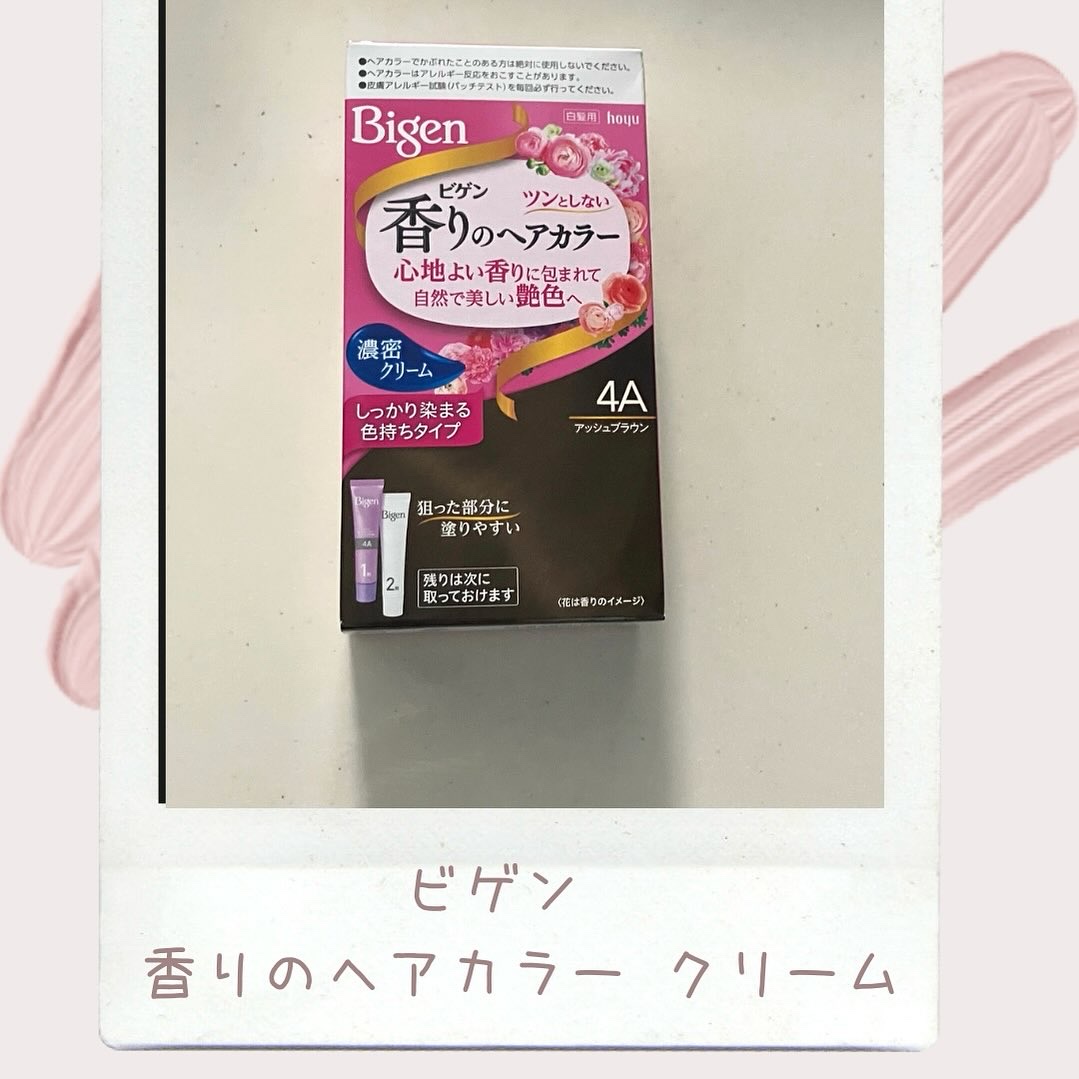 ●ヘアカラーでかぶれたことのある方は絶対に使用しないでください。
●ヘアカラーはアレルギー反応をおこすことがあります。
●皮膚アレルギー試験(パッチテスト)を毎回必ず行ってください。
Bigen
白髪用 hoyu
ビゲン
ツンとしない
香りのヘアカラー
心地よい香りに包まれて
自然で美しい艶色へ
濃密
クリーム
しっかり染まる
色持ちタイプ
4A
アッシュブラウン
狙った部分に
塗りやすい
Bigen
4A
1剤
Bigen
2剤
残りは次に
取っておけます
〈花は香りのイメージ〉
ビゲン
香りのヘアカラー クリーム